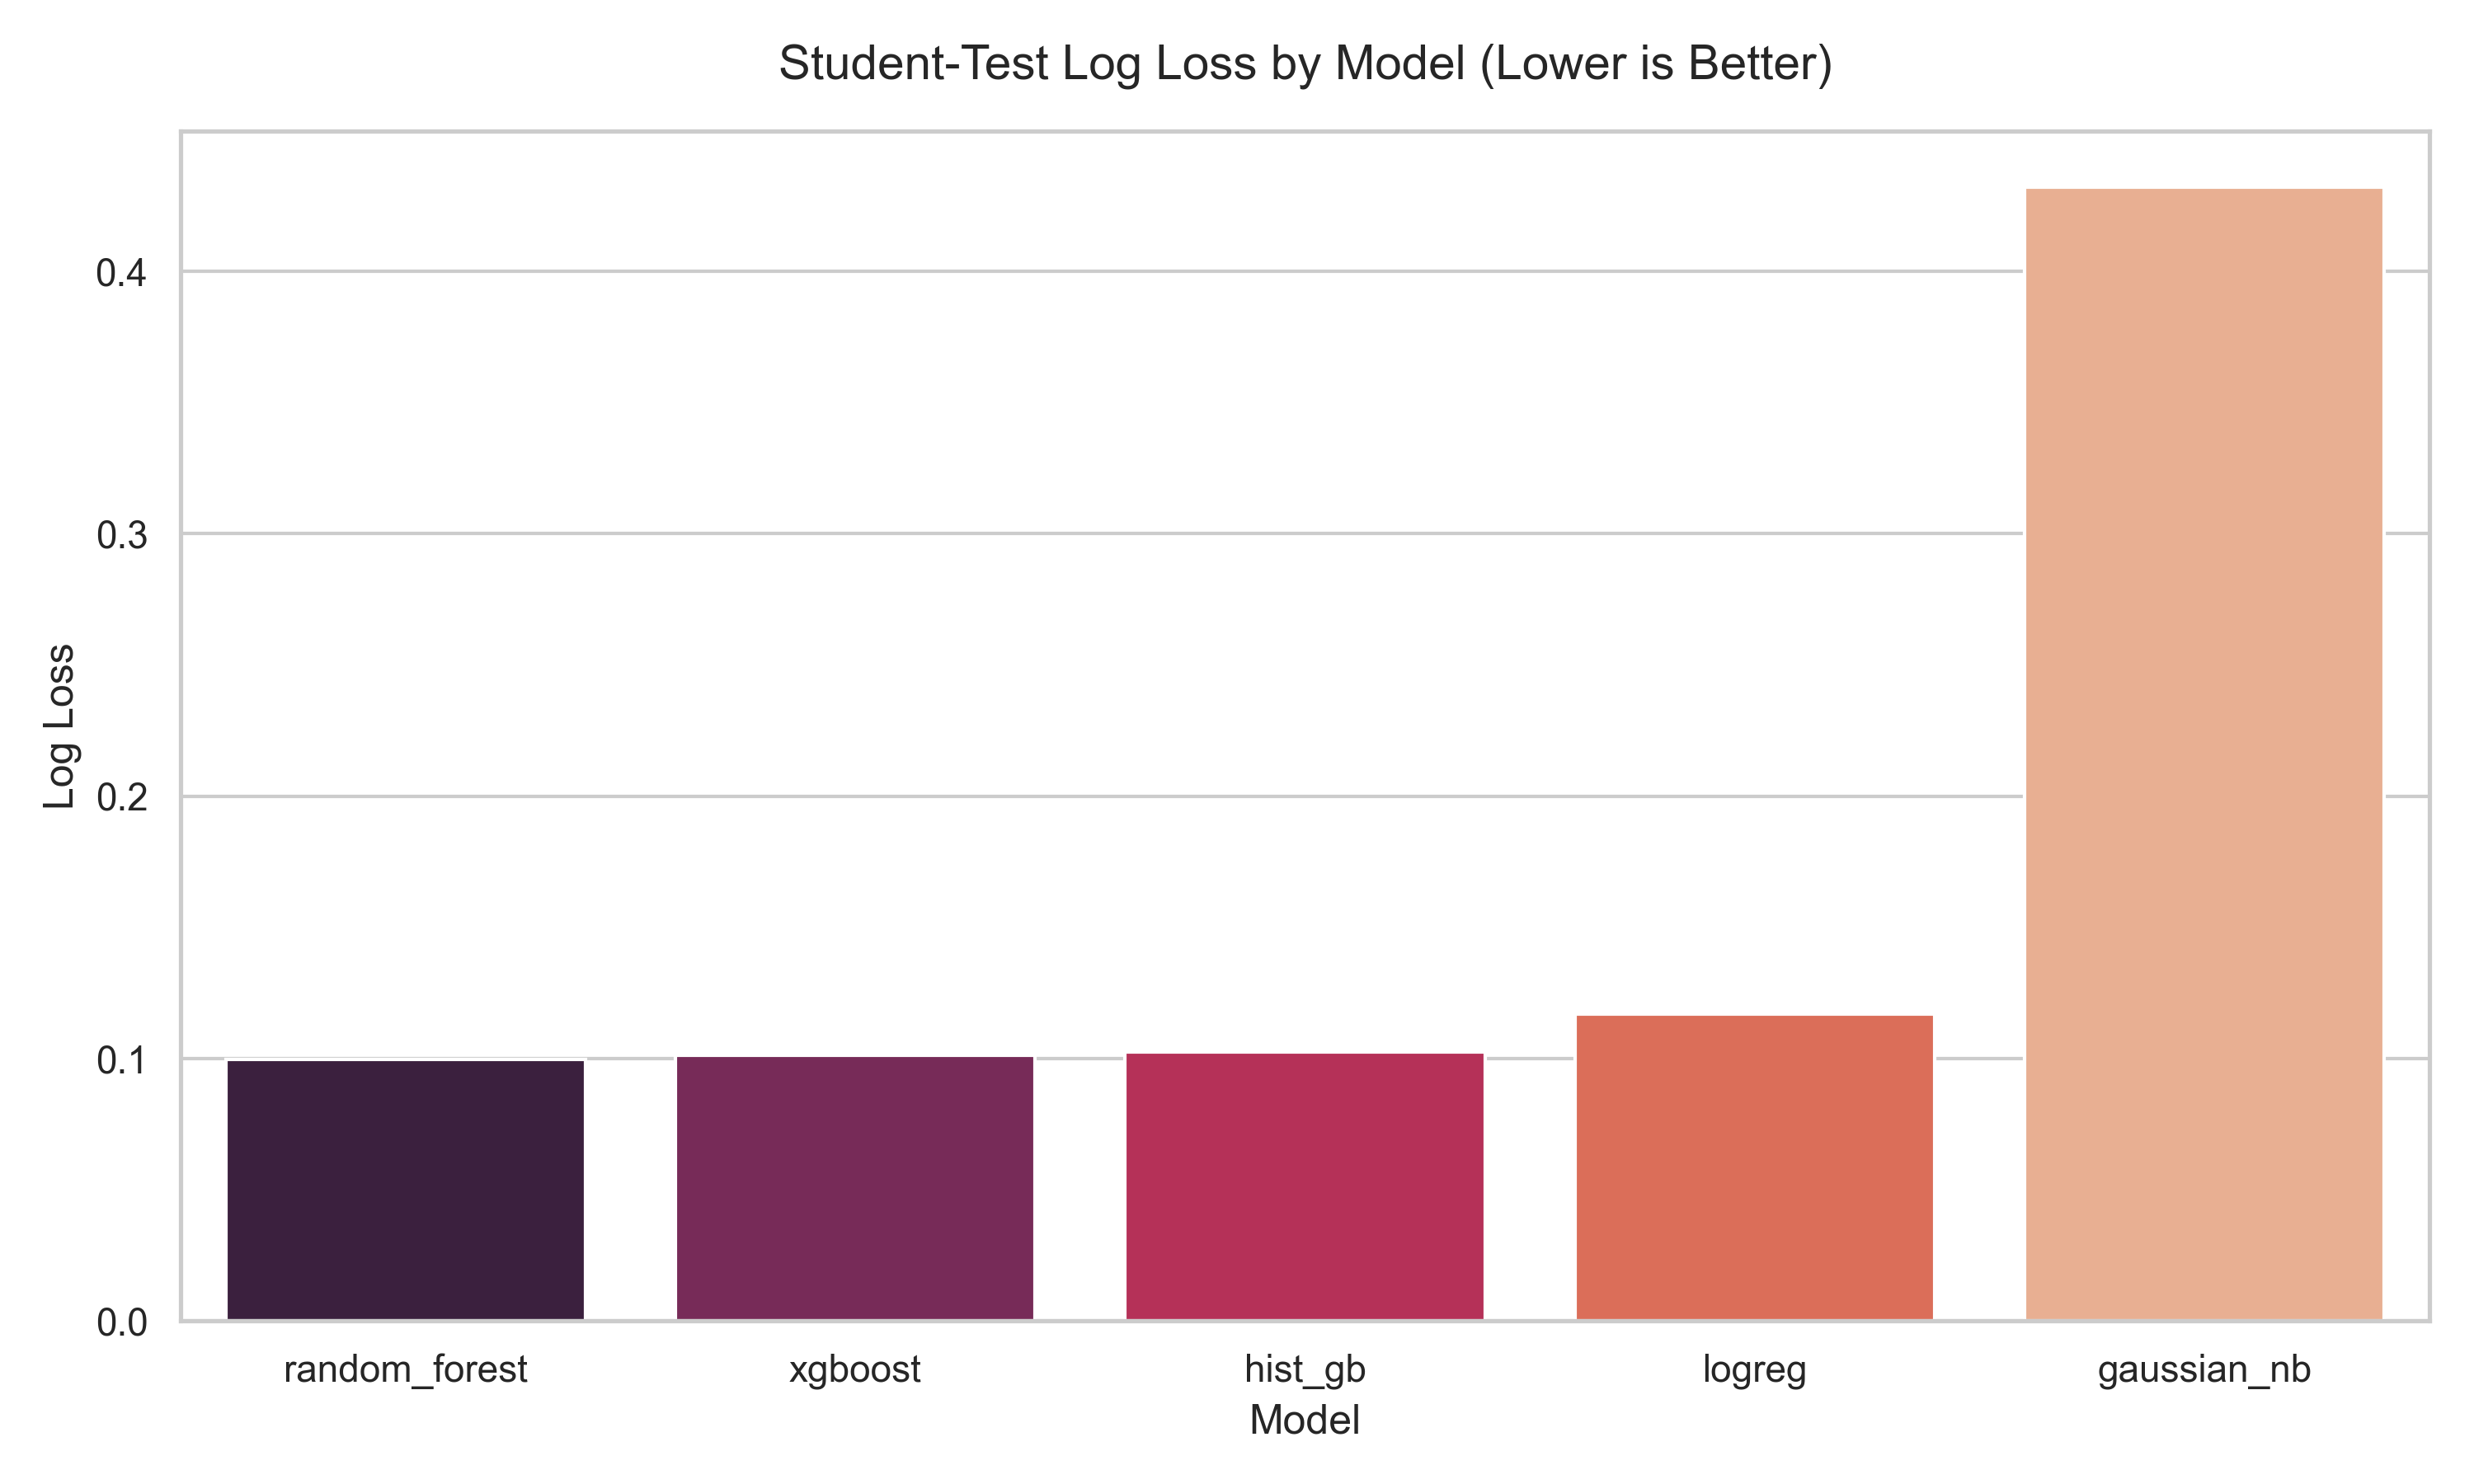 Student-Test Log Loss by Model (Lower is Better)
Log Loss
0.4
0.3
0.2
0.1
0.0
random_forest xgboost hist_gb logreg gaussian_nb
Model